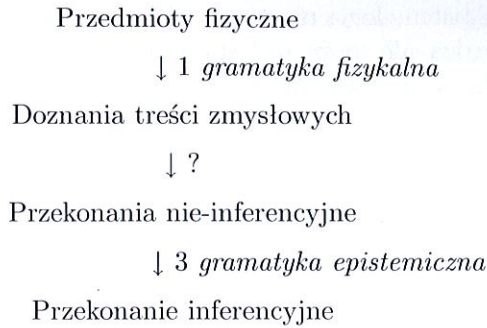 Przedmioty fizyczne
↓ 1 gramatyka fizykalna
Doznania treści zmysłowych
↓ ?
Przekonania nie-inferencyjne
↓ 3 gramatyka epistemiczna
Przekonanie inferencyjne